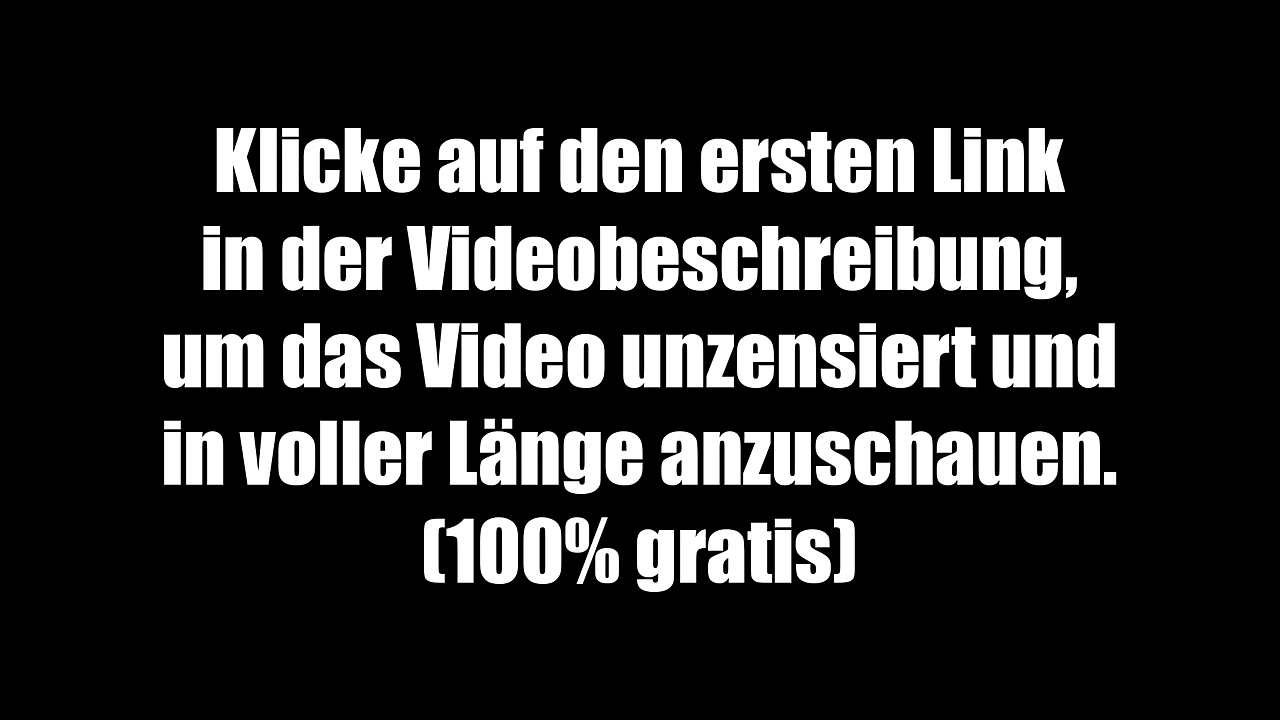 Klicke auf den ersten Link
in der Videobeschreibung,
um das Video unzensiert und
in voller Länge anzuschauen.
(100% gratis)